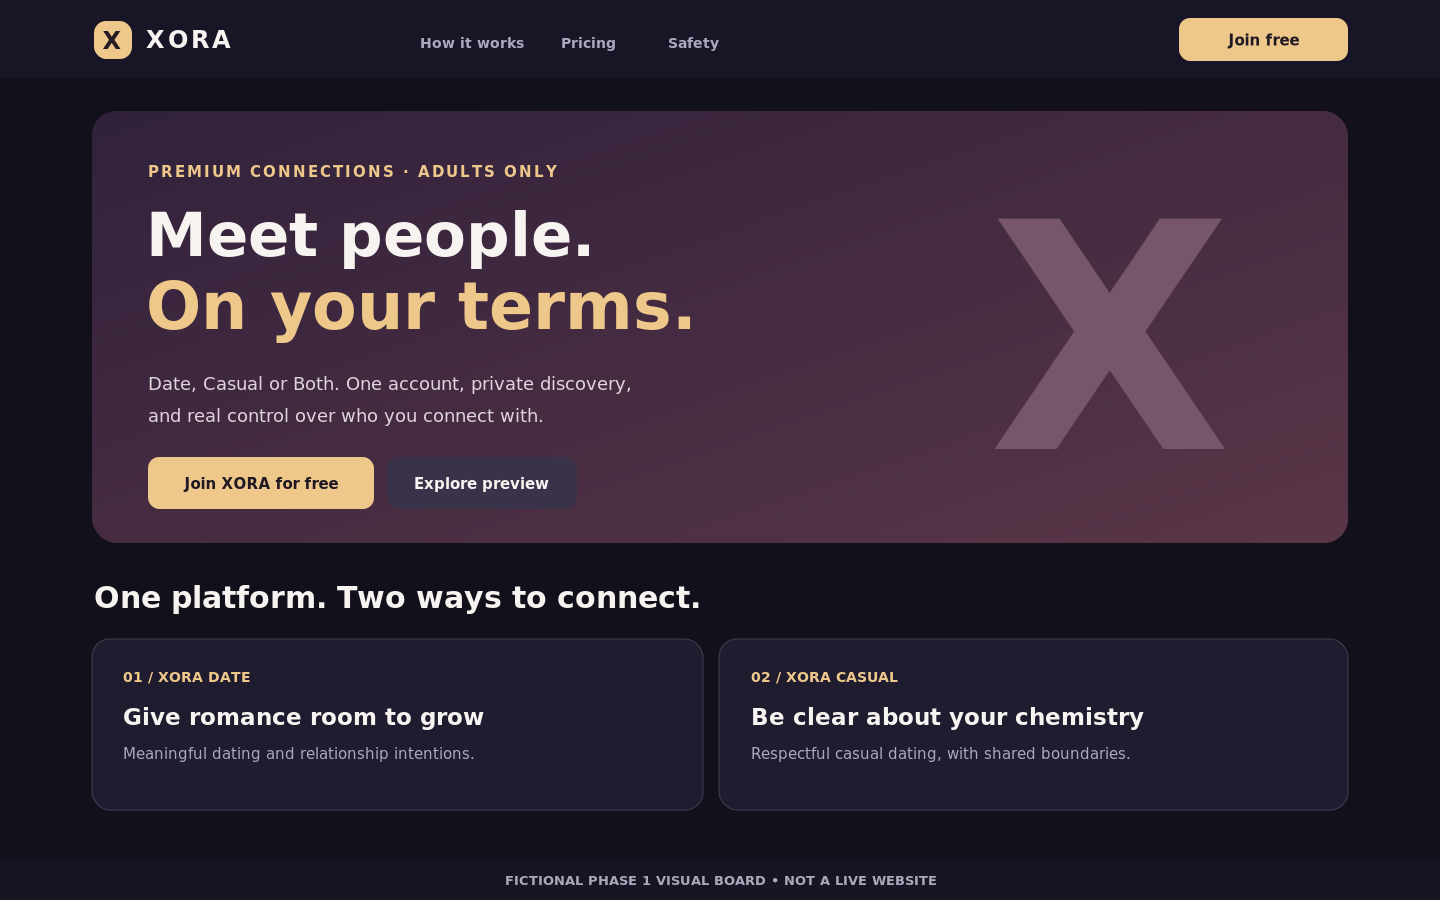 X XORA
How it works
Pricing
Safety
Join free
PREMIUM CONNECTIONS · ADULTS ONLY
Meet people.
On your terms.
X
Date, Casual or Both. One account, private discovery,
and real control over who you connect with.
Join XORA for free
Explore preview
One platform. Two ways to connect.
01 / XORA DATE
Give romance room to grow
Meaningful dating and relationship intentions.
02 / XORA CASUAL
Be clear about your chemistry
Respectful casual dating, with shared boundaries.
FICTIONAL PHASE 1 VISUAL BOARD • NOT A LIVE WEBSITE